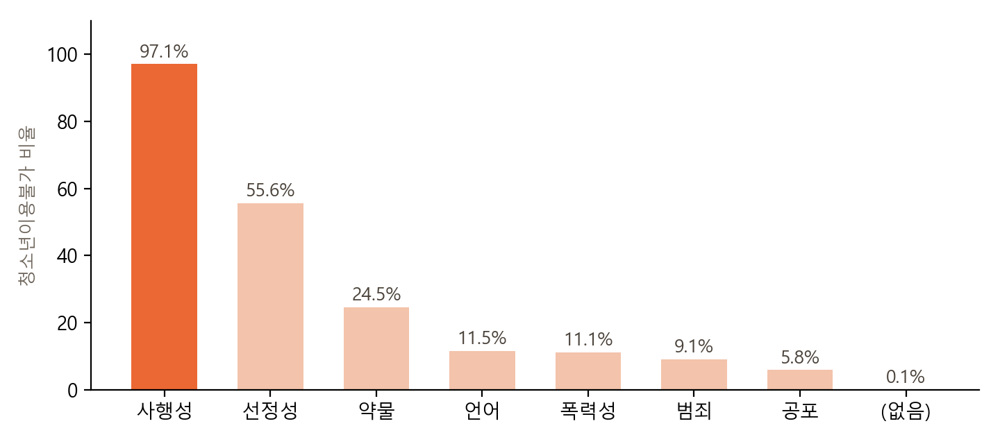 청소년이용불가 비율
100
80
60
40
20
0
97.1%
55.6%
24.5%
11.5%
11.1%
9.1%
5.8%
0.1%
사행성
선정성
약물
언어
폭력성
범죄
공포
(없음)